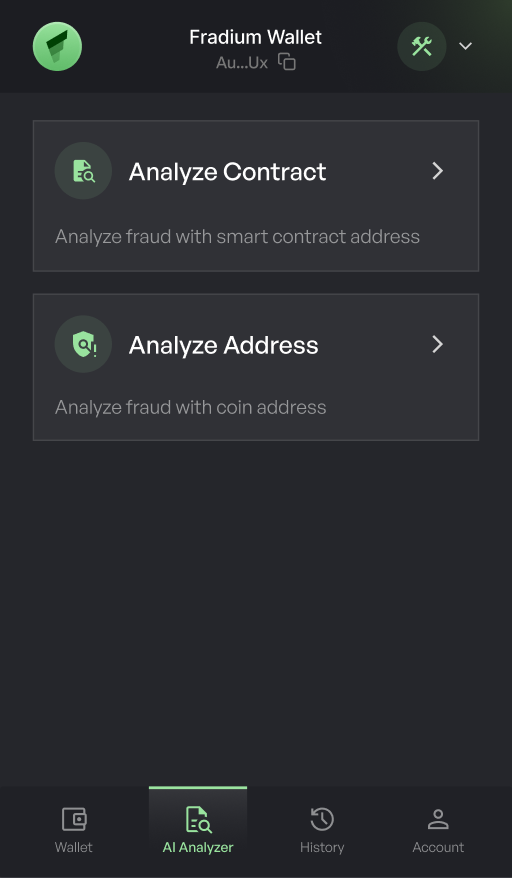 Fradium Wallet
Au...Ux
Analyze Contract
Analyze fraud with smart contract address
Analyze Address
Analyze fraud with coin address
Wallet
AI Analyzer
History
Account